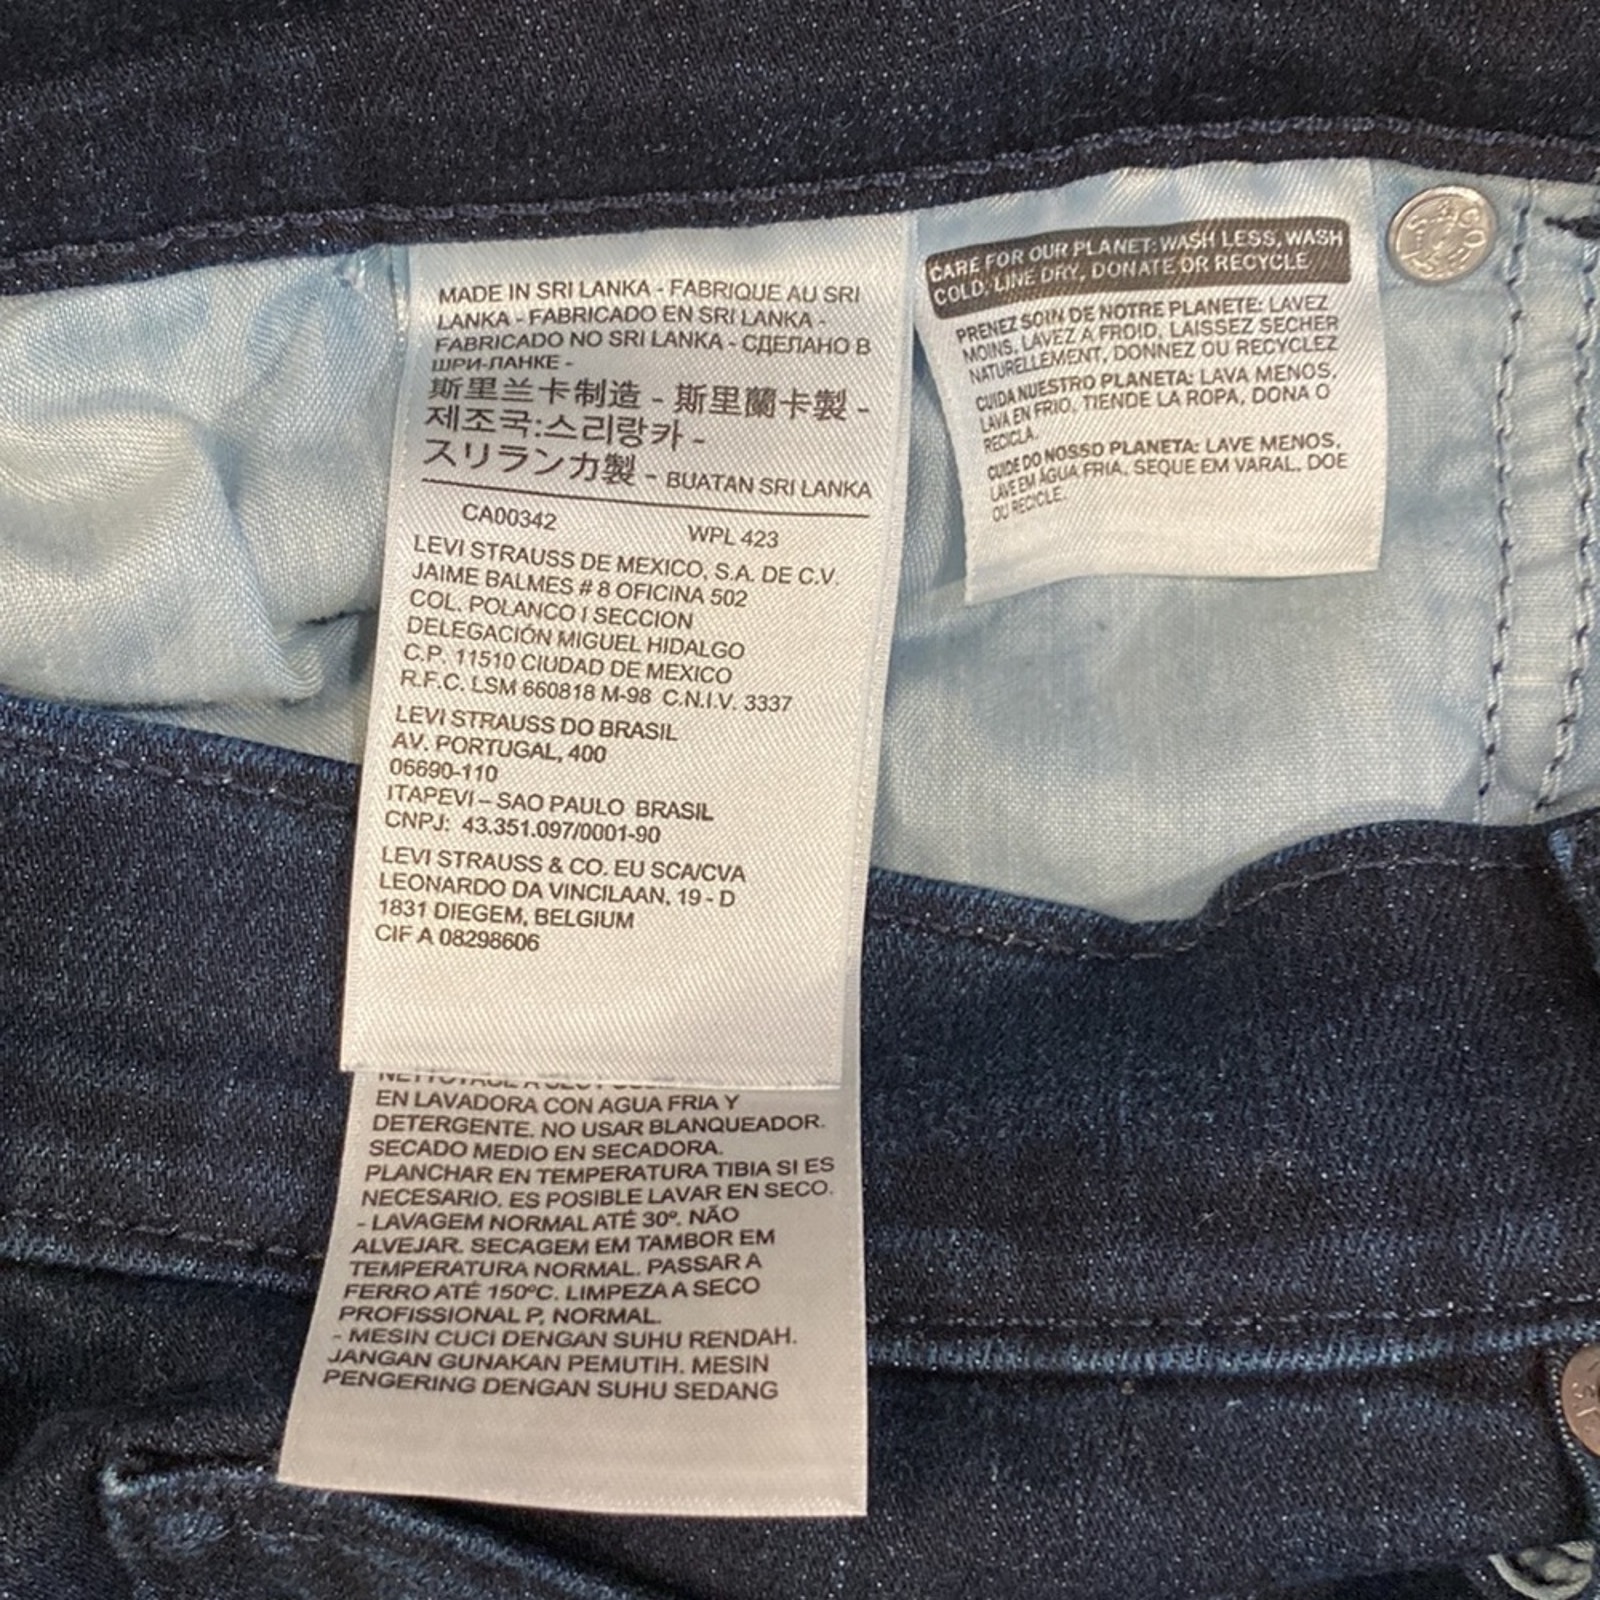 MADE IN SRI LANKA - FABRIQUE AU SRI
LANKA - FABRICADO EN SRI LANKA -
FABRICADO NO SRI LANKA - СДЕЛАНО В
ШРИ-ЛАНКЕ -
斯里兰卡制造 - 斯里蘭卡製 -
제조국:스리랑카 -
スリランカ製 - BUATAN SRI LANKA
CA00342 WPL 423
LEVI STRAUSS DE MEXICO, S.A. DE C.V.
JAIME BALMES # 8 OFICINA 502
COL. POLANCO I SECCION
DELEGACIÓN MIGUEL HIDALGO
C.P. 11510 CIUDAD DE MEXICO
R.F.C. LSM 660818 M-98 C.N.I.V. 3337
LEVI STRAUSS DO BRASIL
AV. PORTUGAL, 400
06690-110
ITAPEVI – SAO PAULO BRASIL
CNPJ: 43.351.097/0001-90
LEVI STRAUSS & CO. EU SCA/CVA
LEONARDO DA VINCILAAN, 19 - D
1831 DIEGEM, BELGIUM
CIF A 08298606
NETTOYAGE A SEC
EN LAVADORA CON AGUA FRIA Y
DETERGENTE. NO USAR BLANQUEADOR.
SECADO MEDIO EN SECADORA.
PLANCHAR EN TEMPERATURA TIBIA SI ES
NECESARIO. ES POSIBLE LAVAR EN SECO.
- LAVAGEM NORMAL ATÉ 30º. NÃO
ALVEJAR. SECAGEM EM TAMBOR EM
TEMPERATURA NORMAL. PASSAR A
FERRO ATÉ 150ºC. LIMPEZA A SECO
PROFISSIONAL P, NORMAL.
- MESIN CUCI DENGAN SUHU RENDAH.
JANGAN GUNAKAN PEMUTIH. MESIN
PENGERING DENGAN SUHU SEDANG
CARE FOR OUR PLANET: WASH LESS, WASH
COLD, LINE DRY, DONATE OR RECYCLE
PRENEZ SOIN DE NOTRE PLANETE: LAVEZ
MOINS, LAVEZ A FROID, LAISSEZ SECHER
NATURELLEMENT, DONNEZ OU RECYCLEZ
CUIDA NUESTRO PLANETA: LAVA MENOS,
LAVA EN FRIO, TIENDE LA ROPA, DONA O
RECICLA.
CUIDE DO NOSSO PLANETA: LAVE MENOS,
LAVE EM ÁGUA FRIA, SEQUE EM VARAL, DOE
OU RECICLE.